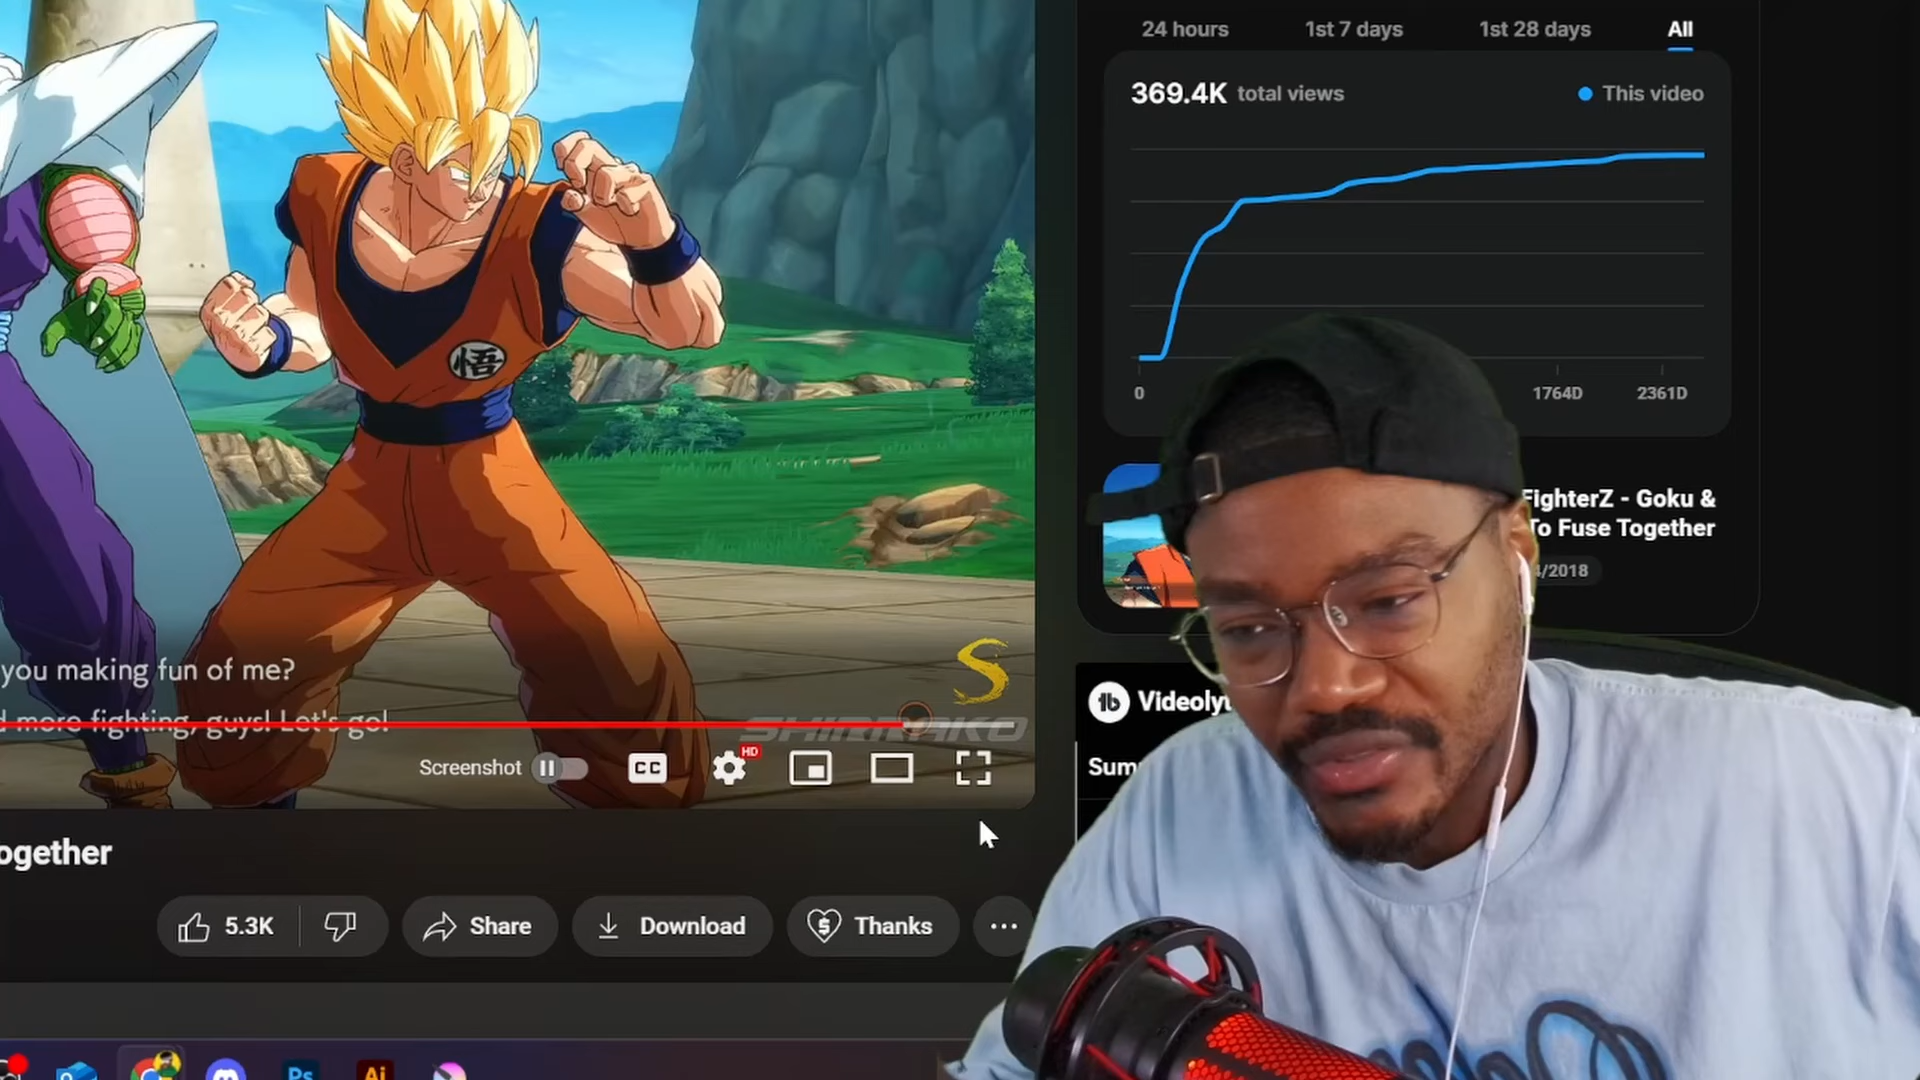 24 hours
1st 7 days
1st 28 days
All
369.4K total views
This video
0
1764D
2361D
FighterZ - Goku &
To Fuse Together
/2018
悟
you making fun of me?
more fighting, guys! Let's go!
S
Screenshot
CC
HD
ogether
5.3K
Share
Download
Thanks
Videoly
Sum
Ps
Ai